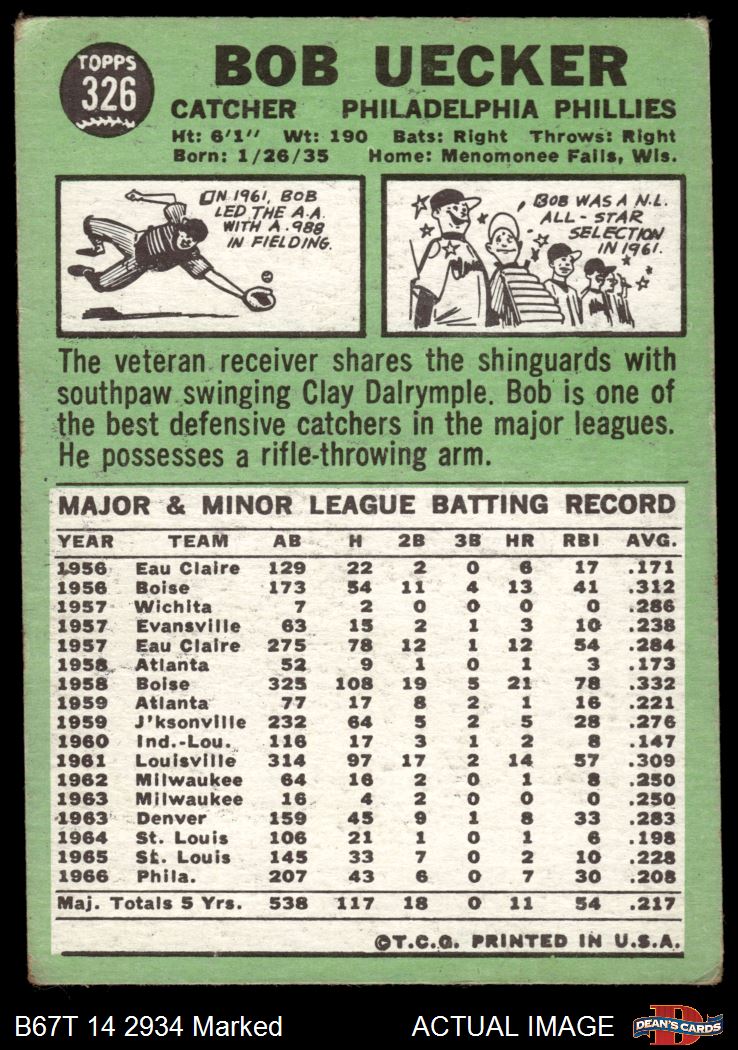 TOPPS
326
BOB UECKER
CATCHER PHILADELPHIA PHILLIES
Ht: 6'1" Wt: 190 Bats: Right Throws: Right
Born: 1/26/35 Home: Menomonee Falls, Wis.
ON 1961, BOB
LED THE A.A.
WITH A .988
IN FIELDING.
BOB WAS A N.L.
ALL-STAR
SELECTION
IN 1961.
The veteran receiver shares the shinguards with
southpaw swinging Clay Dalrymple. Bob is one of
the best defensive catchers in the major leagues.
He possesses a rifle-throwing arm.
MAJOR & MINOR LEAGUE BATTING RECORD
YEAR TEAM AB H 2B 3B HR RBI AVG.
1956 Eau Claire 129 22 2 0 6 17 .171
1956 Boise 173 54 11 4 13 41 .312
1957 Wichita 7 2 0 0 0 0 .286
1957 Evansville 63 15 2 1 3 10 .238
1957 Eau Claire 275 78 12 1 12 54 .284
1958 Atlanta 52 9 1 0 1 3 .173
1958 Boise 325 108 19 5 21 78 .332
1959 Atlanta 77 17 8 2 1 16 .221
1959 J'ksonville 232 64 5 2 5 28 .276
1960 Ind.-Lou. 116 17 3 1 2 8 .147
1961 Louisville 314 97 17 2 14 57 .309
1962 Milwaukee 64 16 2 0 1 8 .250
1963 Milwaukee 16 4 2 0 0 0 .250
1963 Denver 159 45 9 1 8 33 .283
1964 St. Louis 106 21 1 0 1 6 .198
1965 St. Louis 145 33 7 0 2 10 .228
1966 Phila. 207 43 6 0 7 30 .208
Maj. Totals 5 Yrs. 538 117 18 0 11 54 .217
©T.C.G. PRINTED IN U.S.A.
B67T 14 2934 Marked ACTUAL IMAGE
DEAN'S CARDS